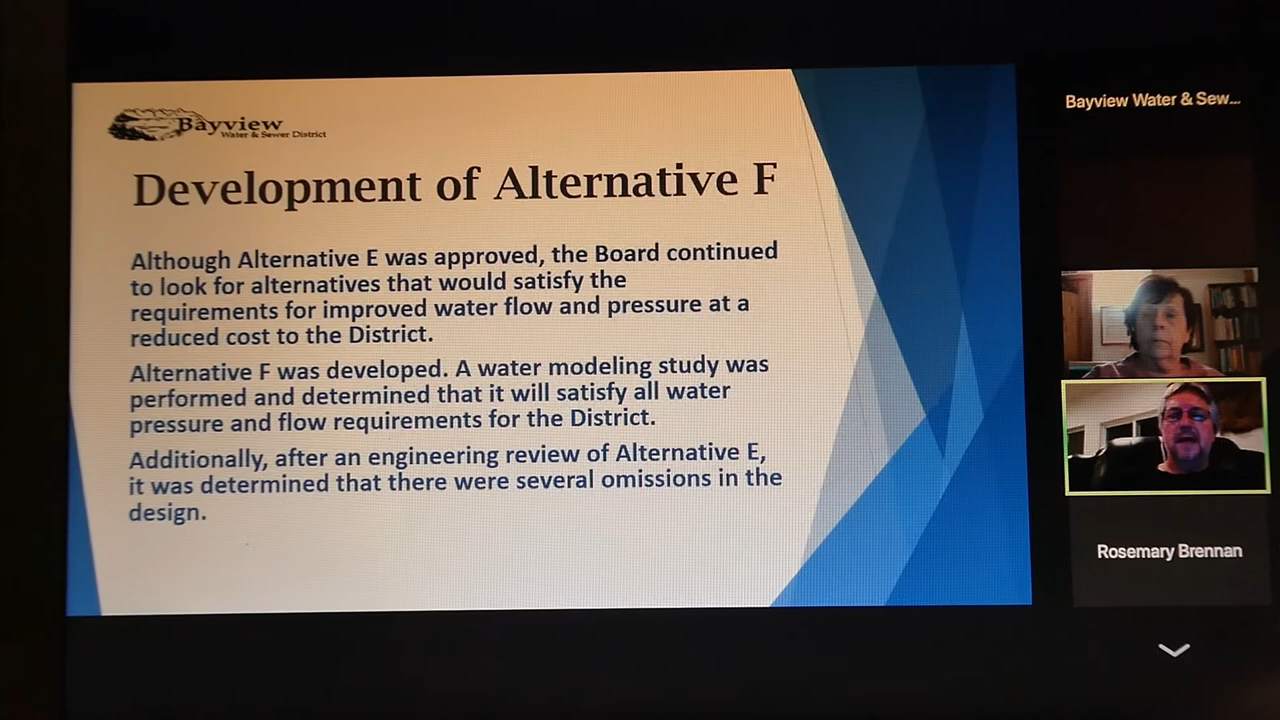 Bayview
Water & Sewer District
Development of Alternative F
Although Alternative E was approved, the Board continued
to look for alternatives that would satisfy the
requirements for improved water flow and pressure at a
reduced cost to the District.
Alternative F was developed. A water modeling study was
performed and determined that it will satisfy all water
pressure and flow requirements for the District.
Additionally, after an engineering review of Alternative E,
it was determined that there were several omissions in the
design.
Bayview Water & Sew...
Rosemary Brennan